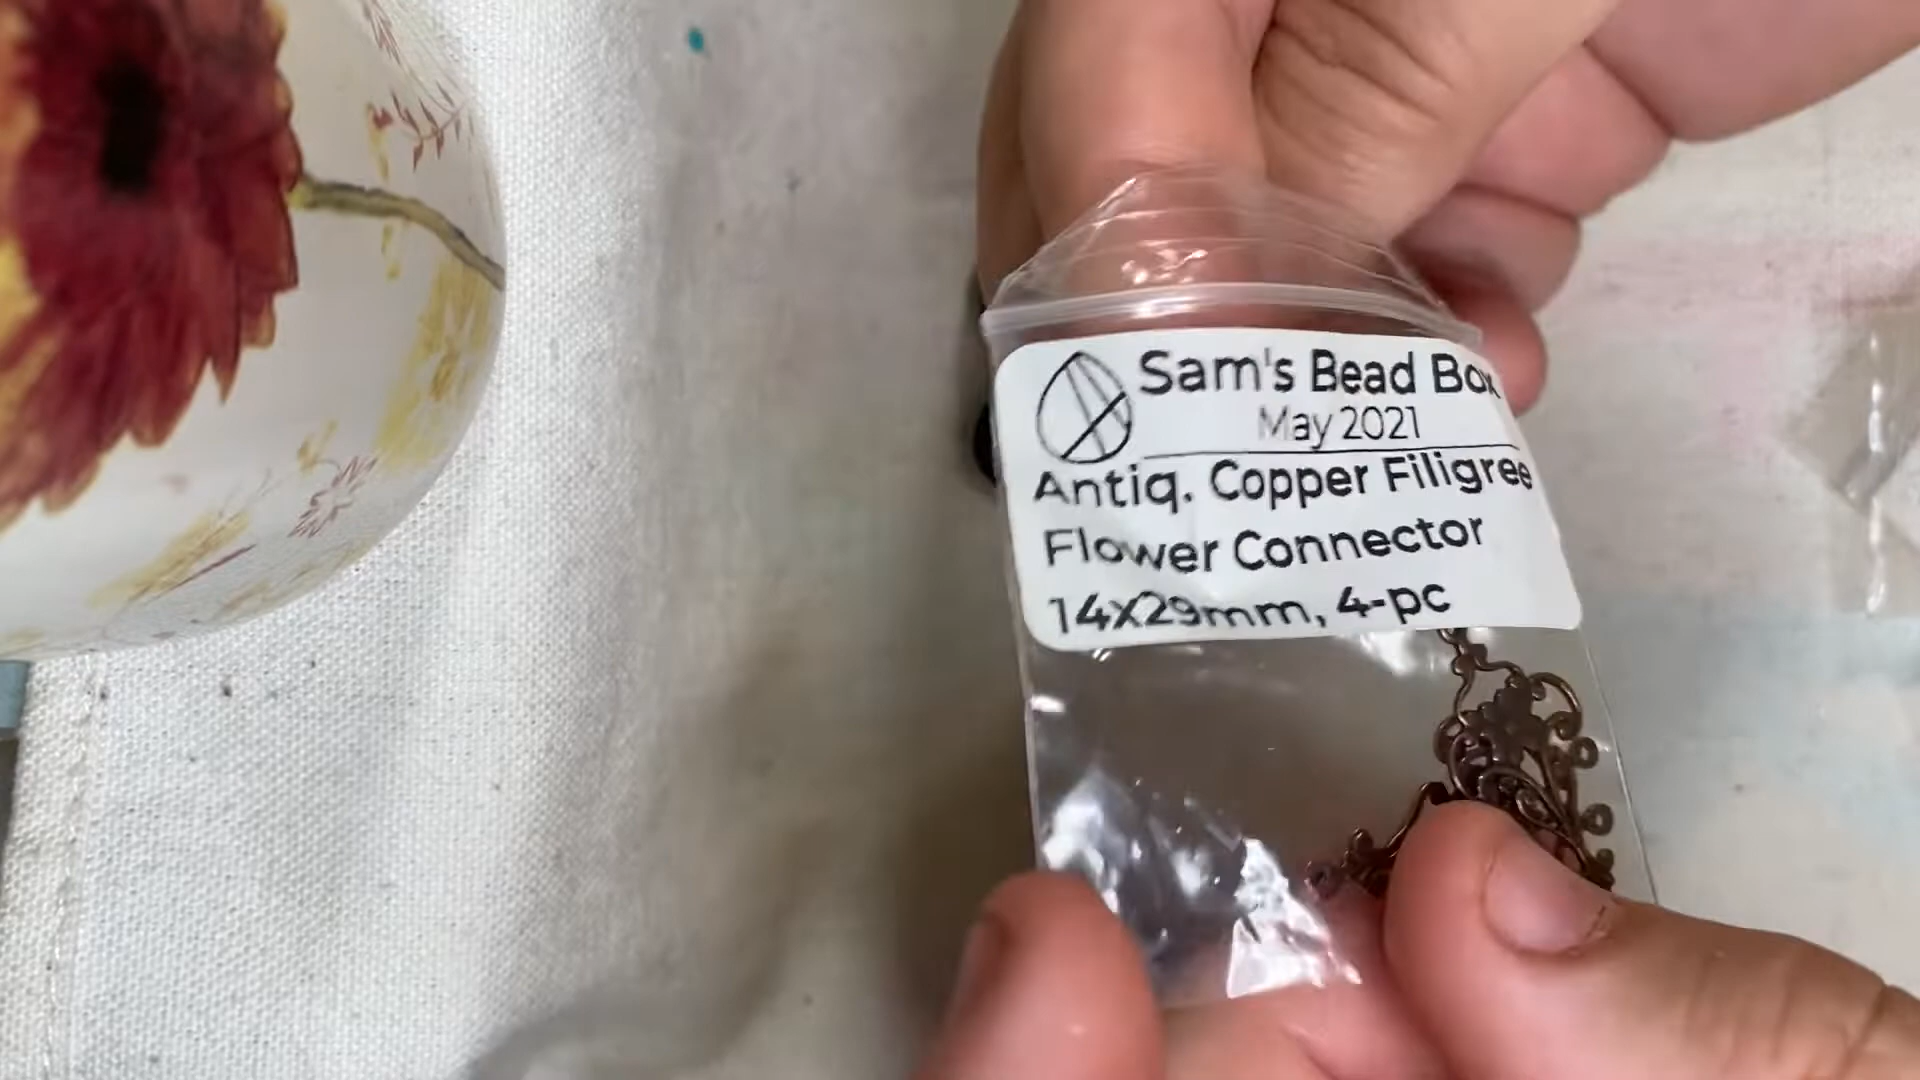 Sam's Bead Box
May 2021
Antiq. Copper Filigree
Flower Connector
14X29mm, 4-pc